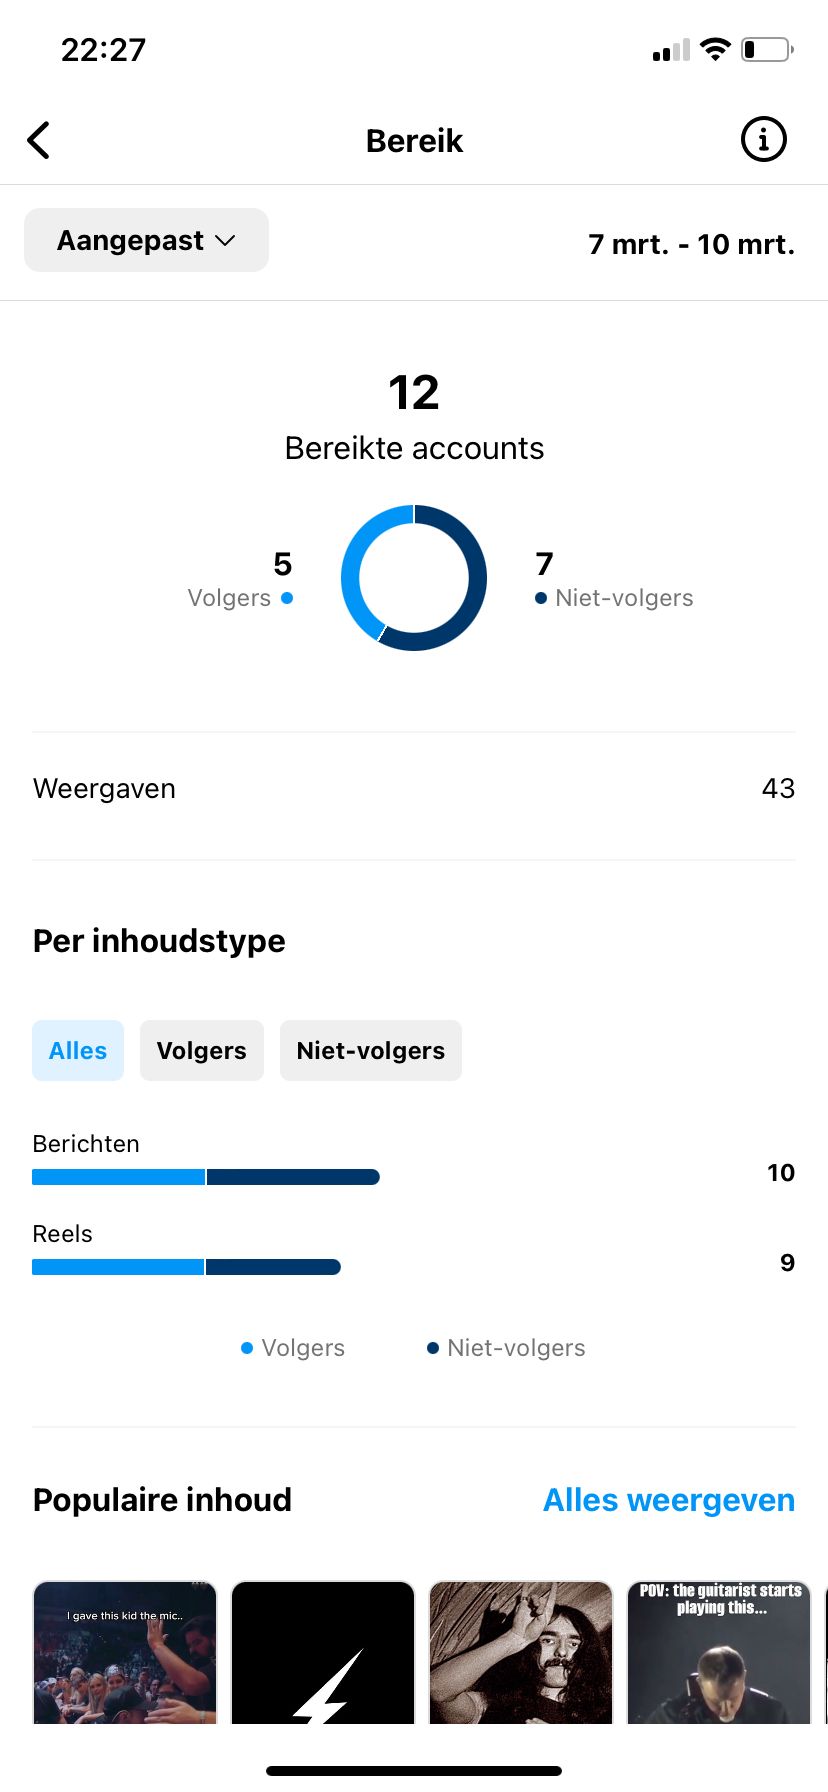 22:27
Bereik
Aangepast
7 mrt. - 10 mrt.
12
Bereikte accounts
5
Volgers
7
Niet-volgers
Weergaven
43
Per inhoudstype
Alles
Volgers
Niet-volgers
Berichten
10
Reels
9
Volgers
Niet-volgers
Populaire inhoud
Alles weergeven
I gave this kid the mic..
POV: the guitarist starts
playing this...